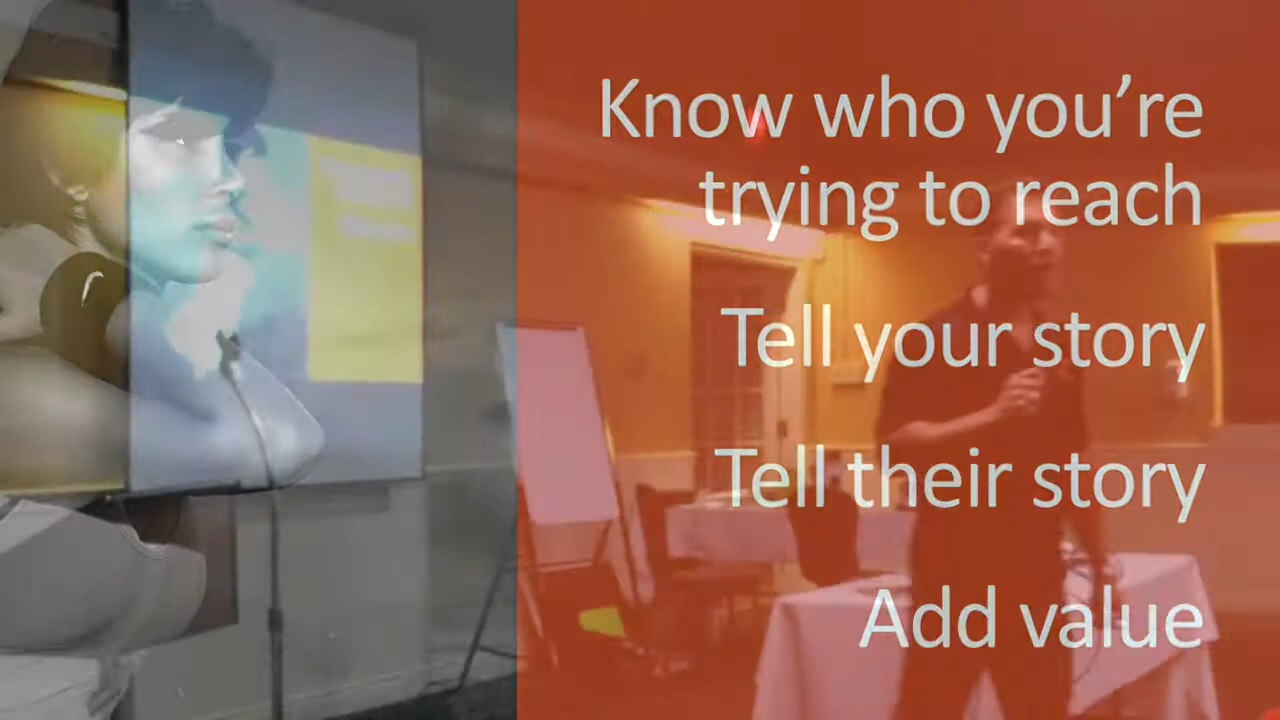 Know who you’re
trying to reach
Tell your story
Tell their story
Add value